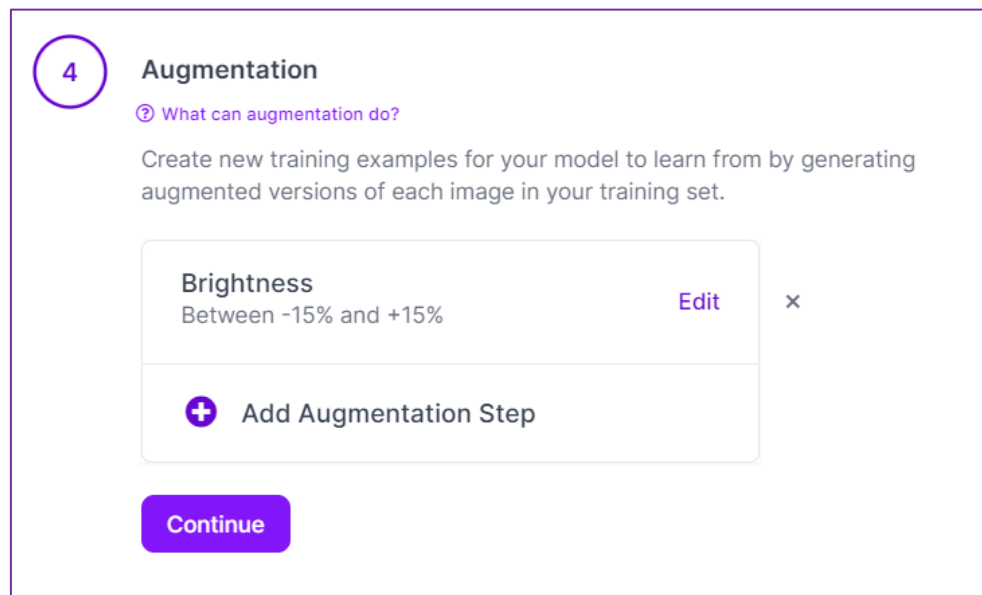 4
Augmentation
What can augmentation do?
Create new training examples for your model to learn from by generating
augmented versions of each image in your training set.
Brightness
Between -15% and +15%
Edit
Add Augmentation Step
Continue